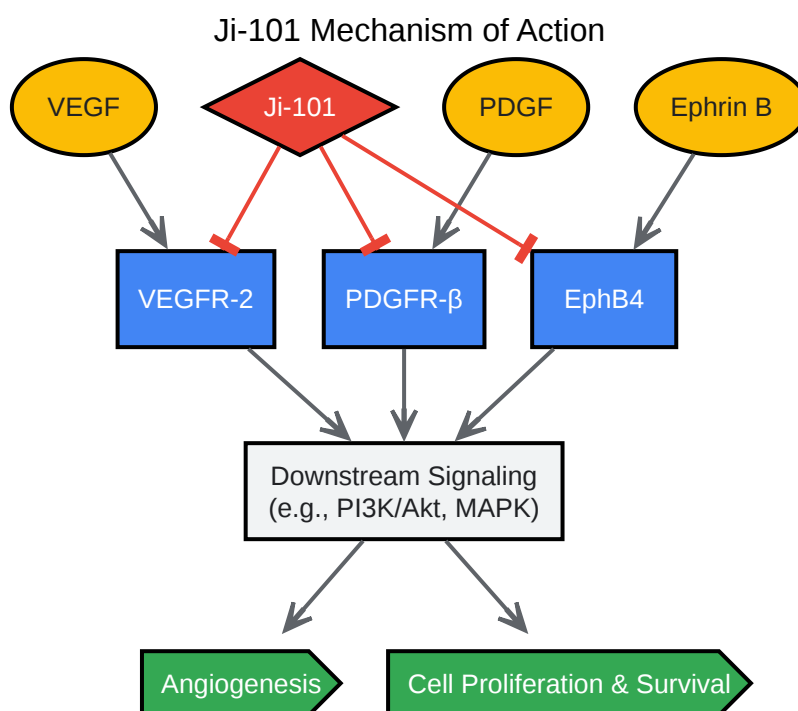 Ji-101 Mechanism of Action
VEGF
Ji-101
PDGF
Ephrin B
VEGFR-2
PDGFR-β
EphB4
Downstream Signaling
(e.g., PI3K/Akt, MAPK)
Angiogenesis
Cell Proliferation & Survival